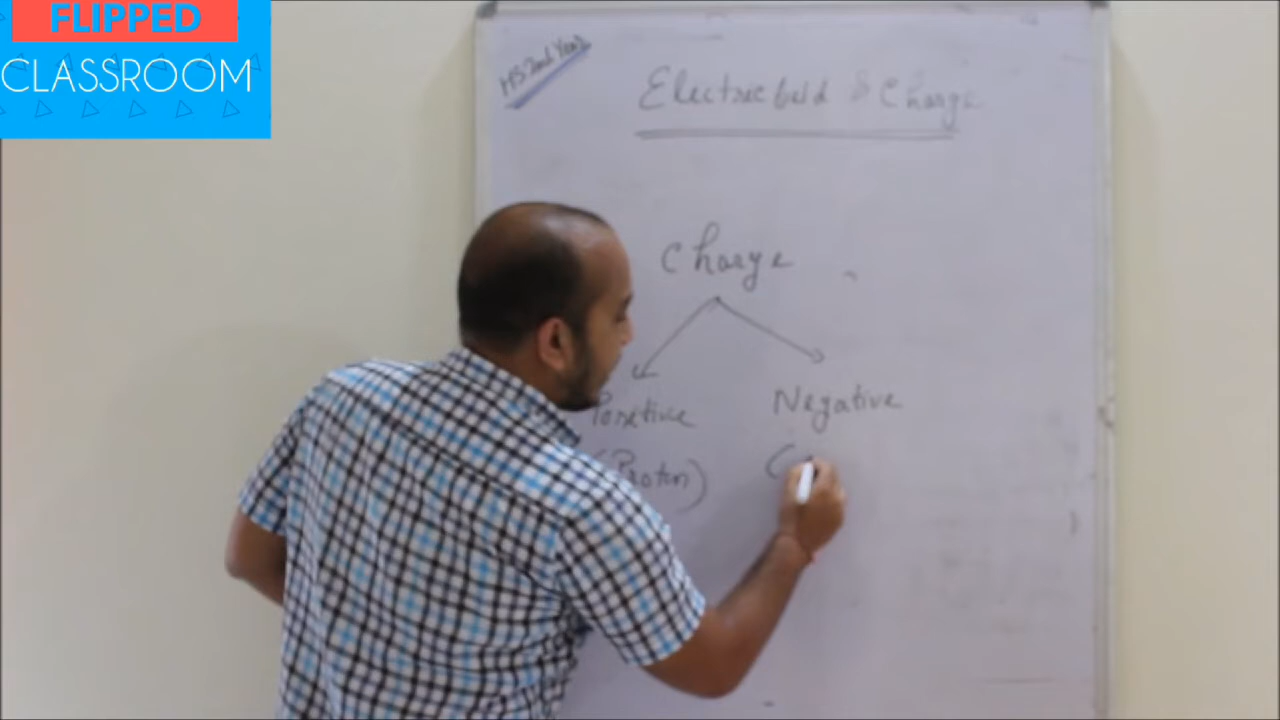 FLIPPED
CLASSROOM
HS 2nd Year
Electric field & Charge
Charge
Positive
Negative
(Proton)
(